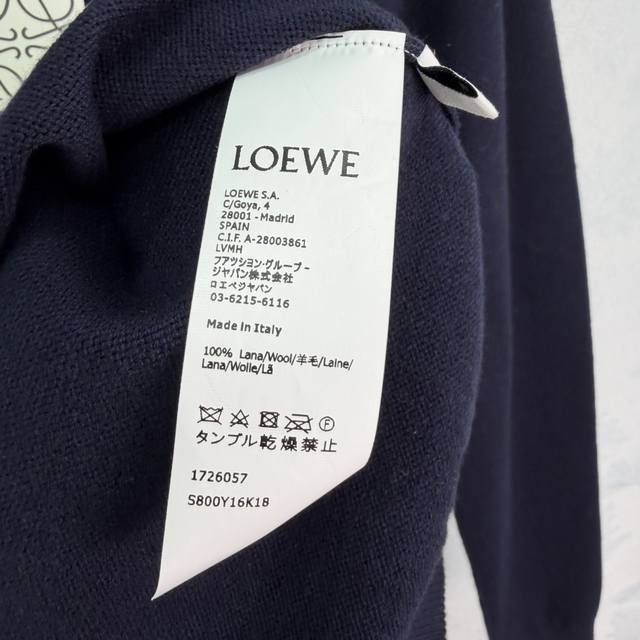 LOEWE
LOEWE S.A.
C/Goya, 4
28001 - Madrid
SPAIN
C.I.F. A-28003861
LVMH
ファツション・グループ -
ジャパン株式会社
ロエベジャパン
03-6215-6116
Made in Italy
100% Lana/Wool/羊毛/Laine/
Lana/Wolle/Lã
タンブル乾燥禁止
1726057
S800Y16K18